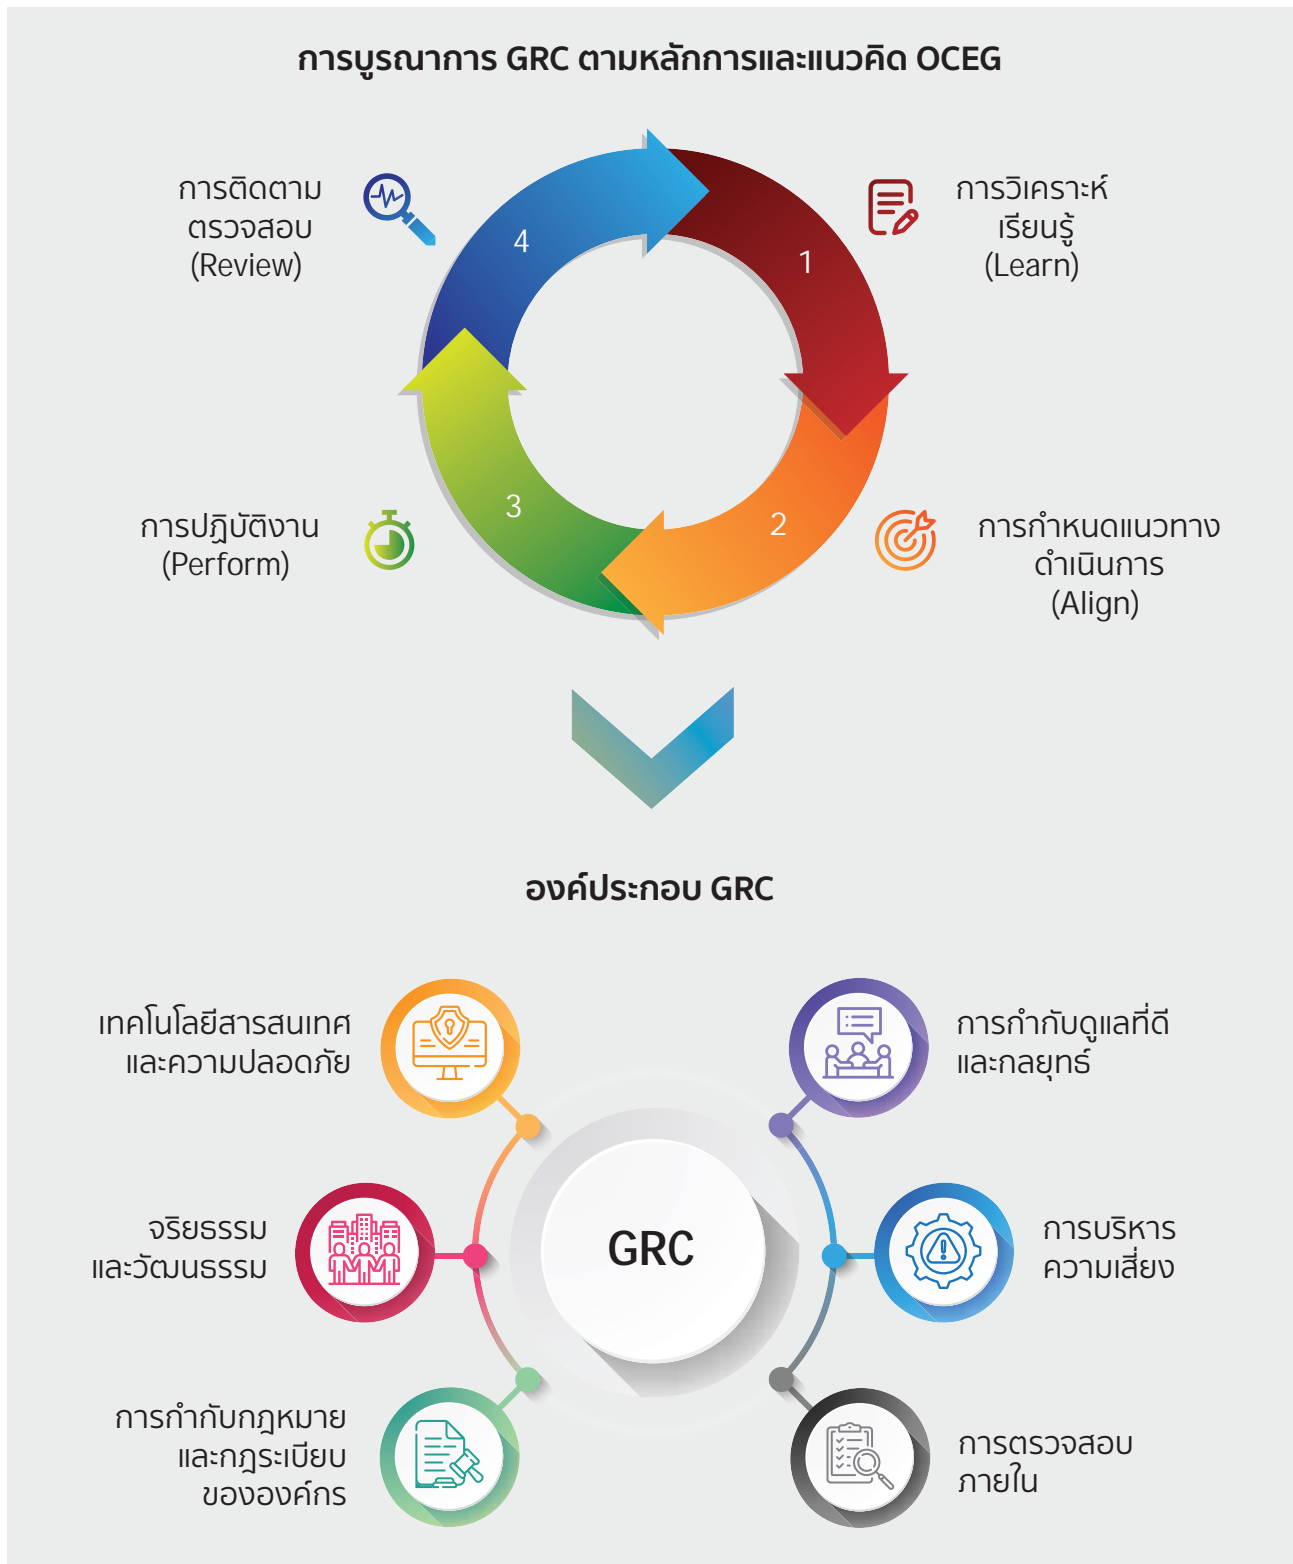 การบูรณาการ GRC ตามหลักการและแนวคิด OCEG
การติดตาม
ตรวจสอบ
(Review)
4
1
การวิเคราะห์
เรียนรู้
(Learn)
การปฏิบัติงาน
(Perform)
3
2
การกำหนดแนวทาง
ดำเนินการ
(Align)
องค์ประกอบ GRC
เทคโนโลยีสารสนเทศ
และความปลอดภัย
การกำกับดูแลที่ดี
และกลยุทธ์
จริยธรรม
และวัฒนธรรม
GRC
การบริหาร
ความเสี่ยง
การกำกับกฎหมาย
และกฎระเบียบ
ขององค์กร
การตรวจสอบ
ภายใน